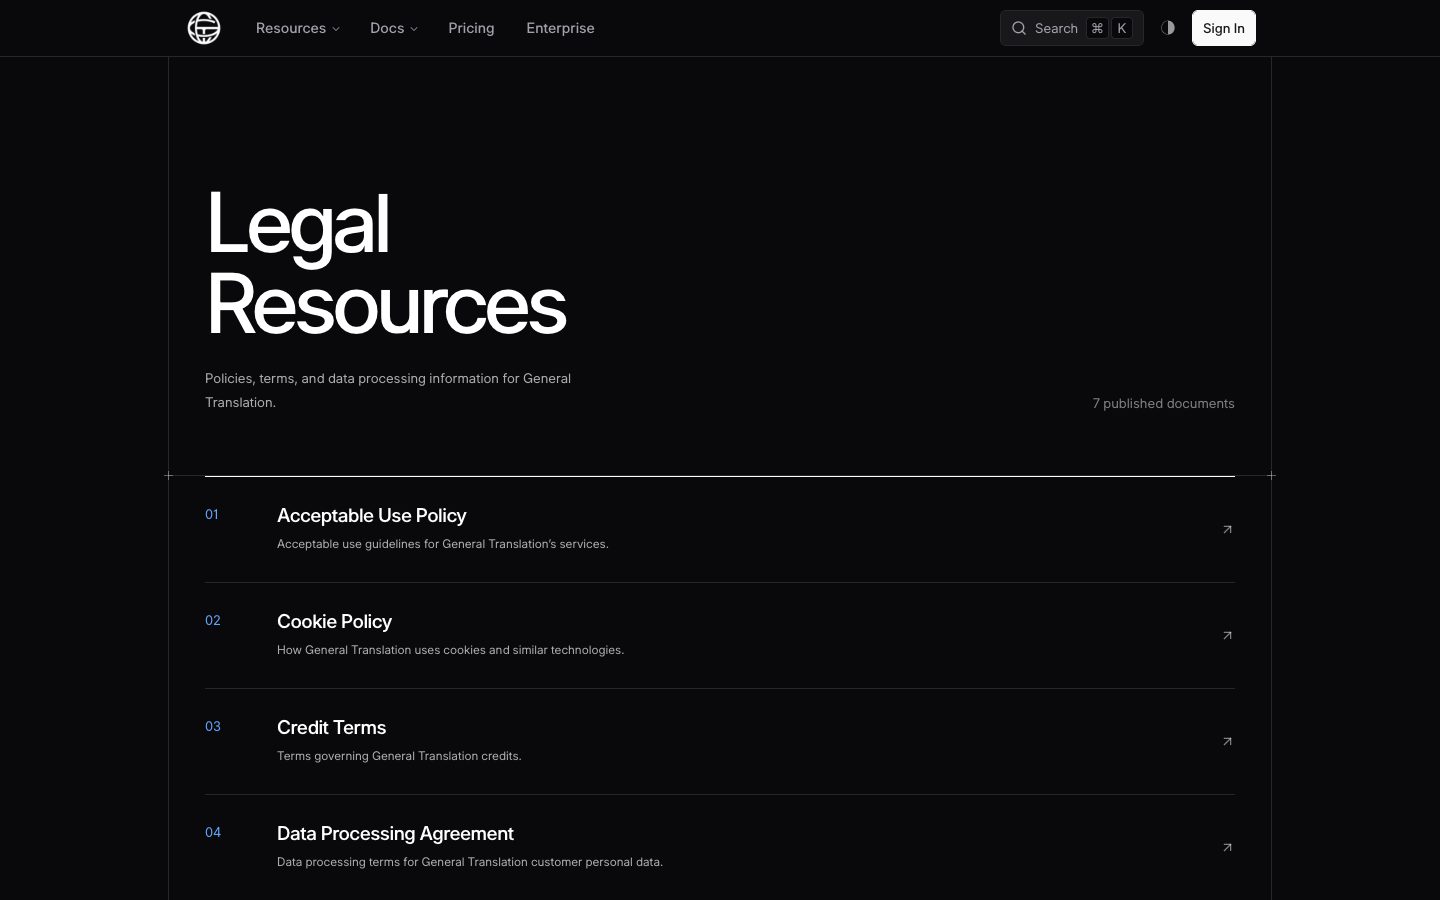 Resources
Docs
Pricing
Enterprise
Search ⌘ K
Sign In
Legal
Resources
Policies, terms, and data processing information for General
Translation.
7 published documents
01
Acceptable Use Policy
Acceptable use guidelines for General Translation’s services.
02
Cookie Policy
How General Translation uses cookies and similar technologies.
03
Credit Terms
Terms governing General Translation credits.
04
Data Processing Agreement
Data processing terms for General Translation customer personal data.